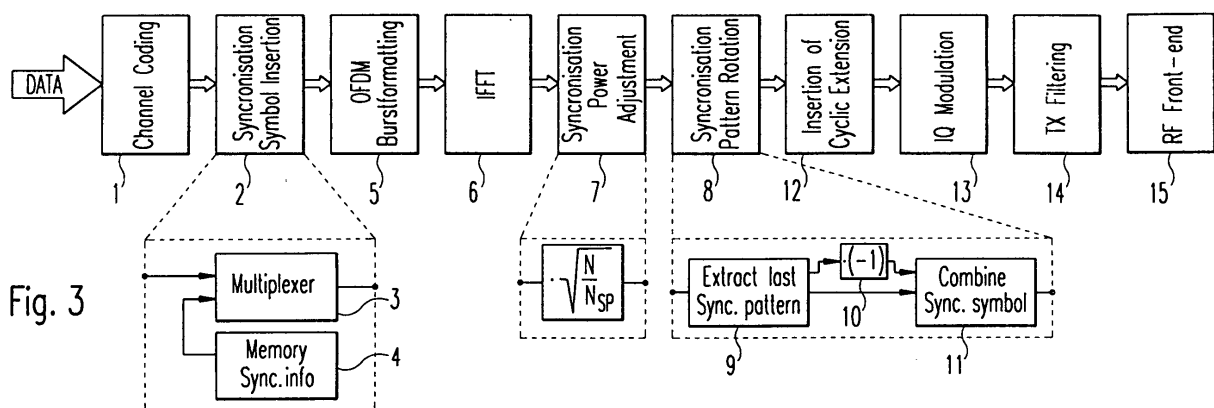 DATA
Channel Coding
1
Syncronisation
Symbol Insertion
2
OFDM
Burstformatting
5
IFFT
6
Syncronisation
Power
Adjustment
7
Syncronisation
Pattern Rotation
8
Insertion of
Cyclic Extension
12
IQ Modulation
13
TX Filtering
14
RF Front-end
15
Fig. 3
Multiplexer
3
Memory
Sync.info
4
·√N/NSP
Extract last
Sync. pattern
9
·(-1)
10
Combine
Sync. symbol
11